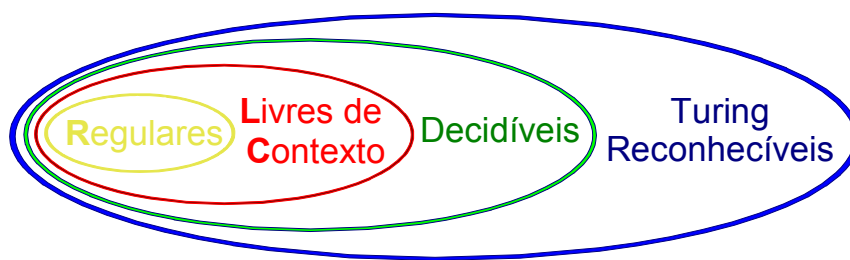 Regulares
Livres de
Contexto
Decidíveis
Turing
Reconhecíveis